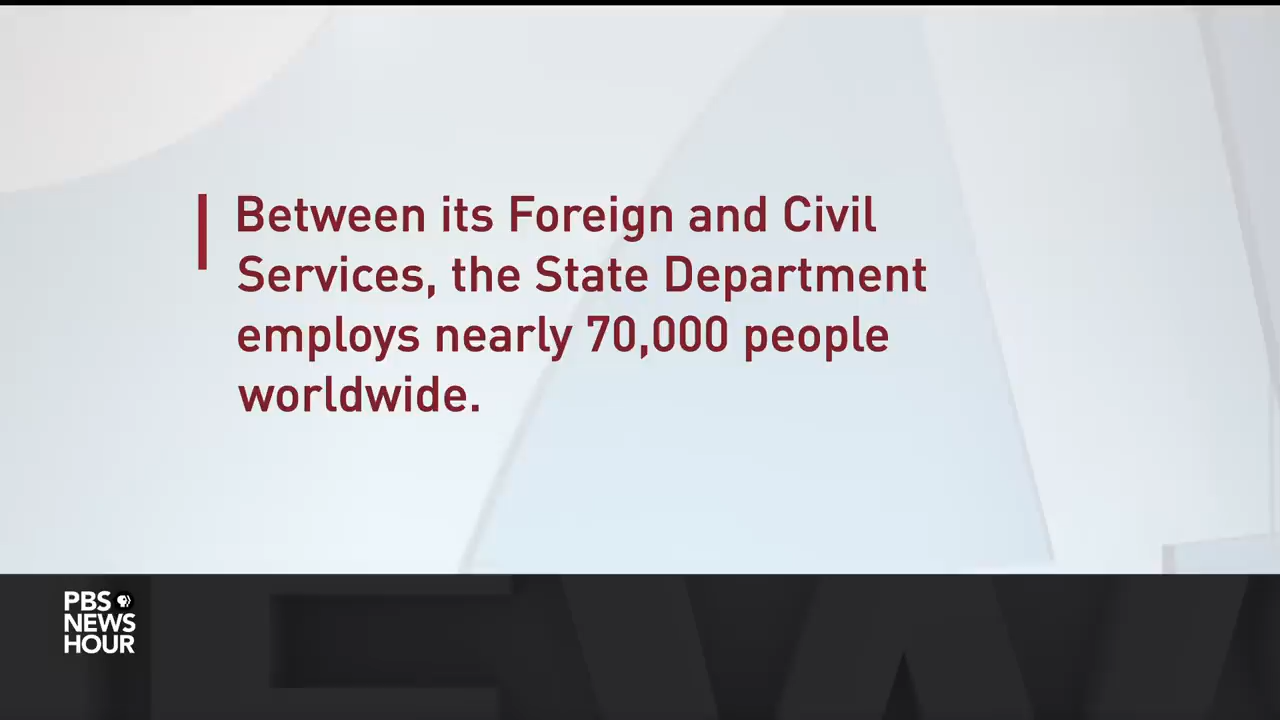 Between its Foreign and Civil
Services, the State Department
employs nearly 70,000 people
worldwide.
PBS
NEWS
HOUR